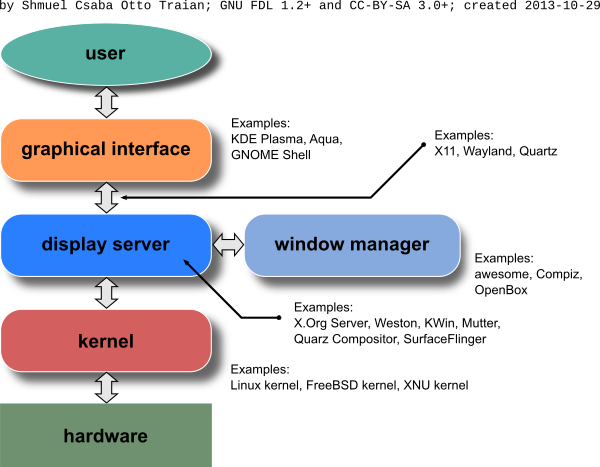 by Shmuel Csaba Otto Traian; GNU FDL 1.2+ and CC-BY-SA 3.0+; created 2013-10-29
user
graphical interface
Examples:
KDE Plasma, Aqua,
GNOME Shell
Examples:
X11, Wayland, Quartz
display server
window manager
Examples:
awesome, Compiz,
OpenBox
Examples:
X.Org Server, Weston, KWin, Mutter,
Quarz Compositor, SurfaceFlinger
kernel
Examples:
Linux kernel, FreeBSD kernel, XNU kernel
hardware